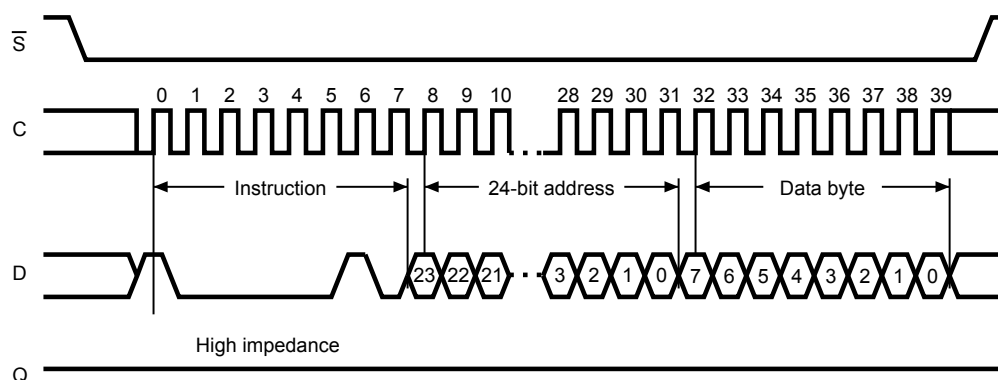 S
0 1 2 3 4 5 6 7 8 9 10 28 29 30 31 32 33 34 35 36 37 38 39
C
Instruction 24-bit address Data byte
D 23 22 21 3 2 1 0 7 6 5 4 3 2 1 0
High impedance
Q